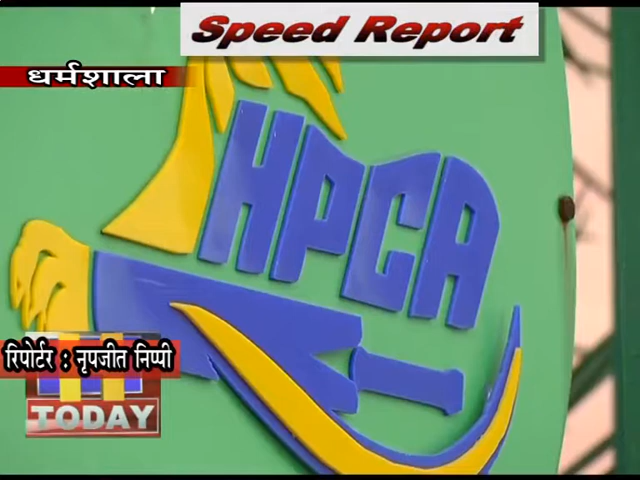 Speed Report
धर्मशाला
HPCA
रिपोर्टर : नृपजीत निप्पी
TODAY